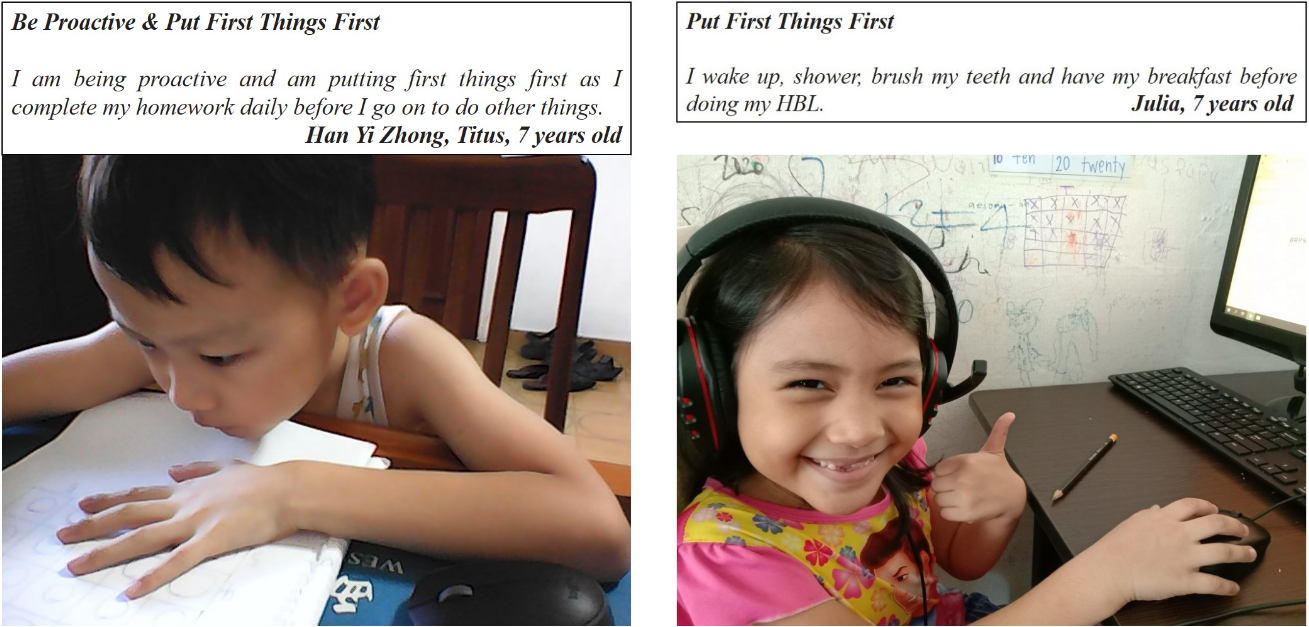 Be Proactive & Put First Things First
I am being proactive and am putting first things first as I
complete my homework daily before I go on to do other things.
Han Yi Zhong, Titus, 7 years old
Put First Things First
I wake up, shower, brush my teeth and have my breakfast before
doing my HBL. Julia, 7 years old
2020
10 ten 20 twenty